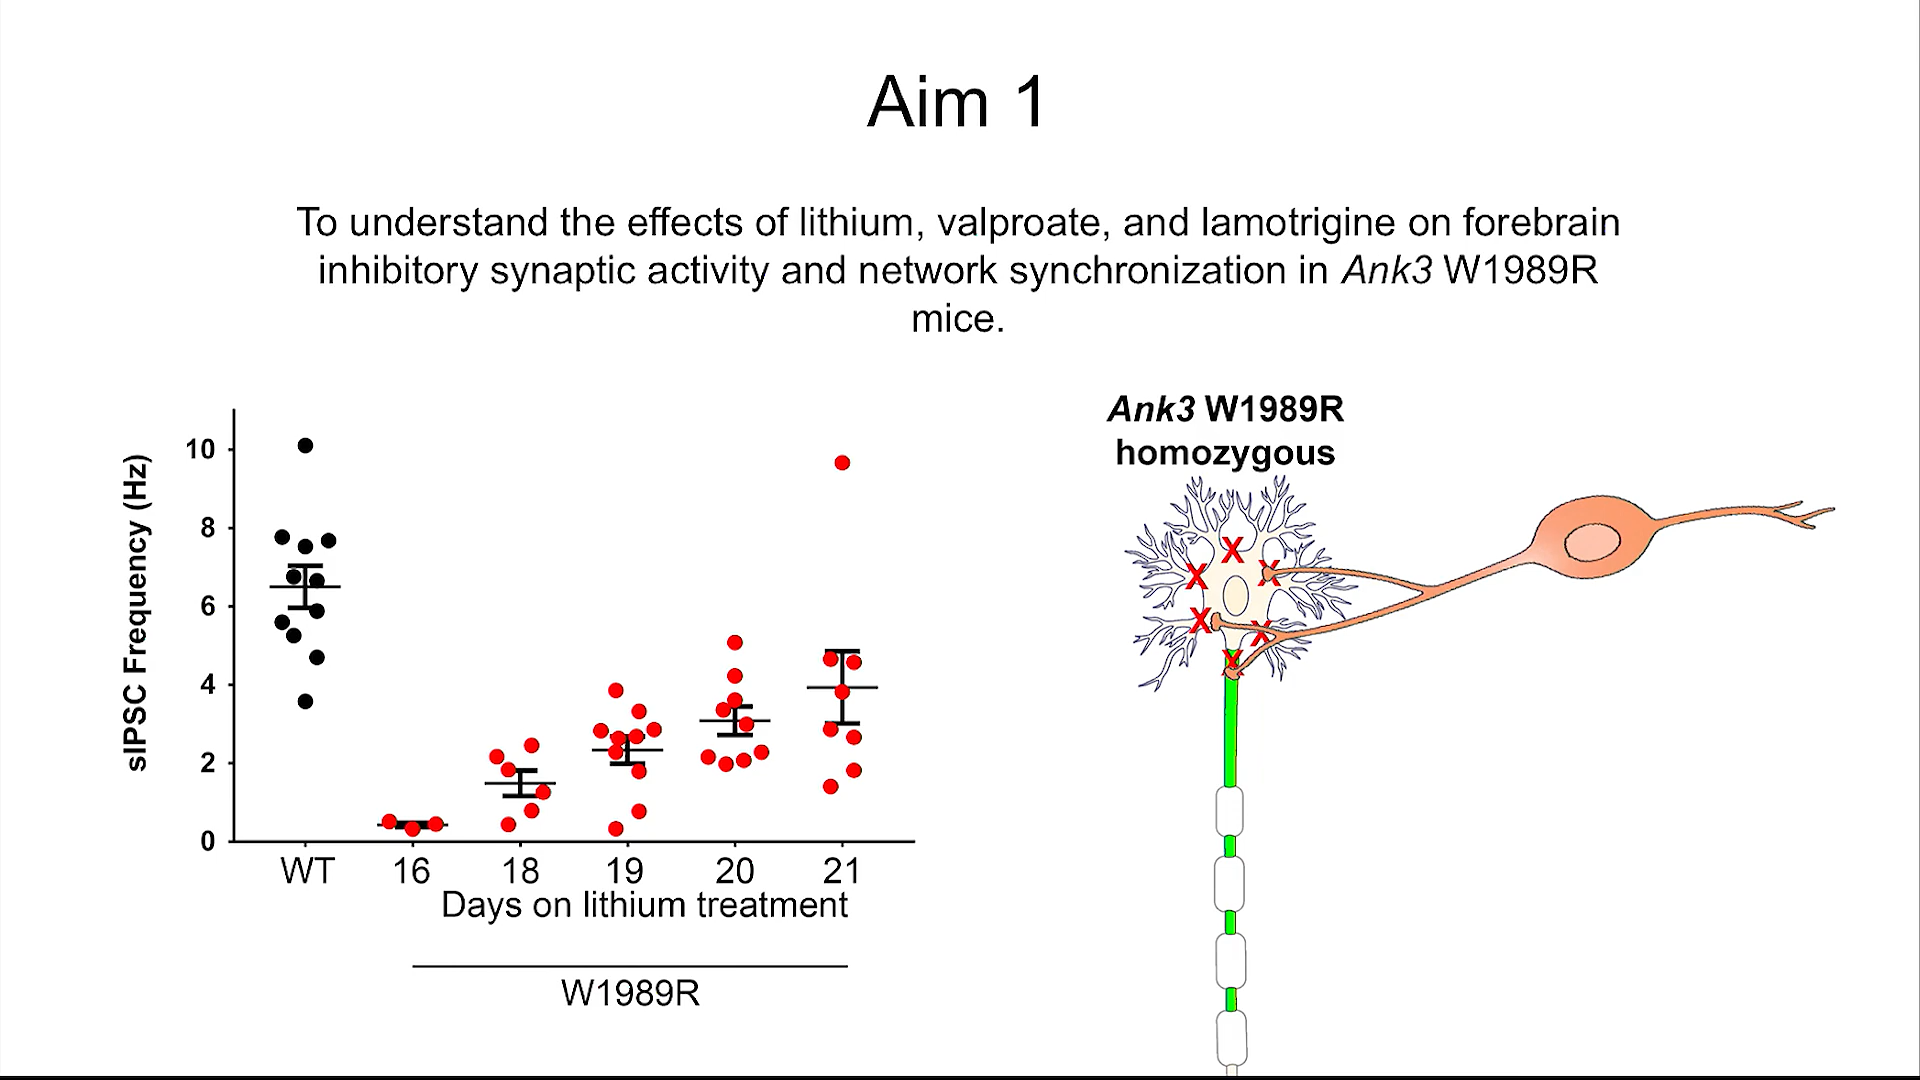 Aim 1
To understand the effects of lithium, valproate, and lamotrigine on forebrain
inhibitory synaptic activity and network synchronization in Ank3 W1989R
mice.
sIPSC Frequency (Hz)
10
8
6
4
2
0
WT 16 18 19 20 21
Days on lithium treatment
W1989R
Ank3 W1989R
homozygous
X
X
X
X
X
X